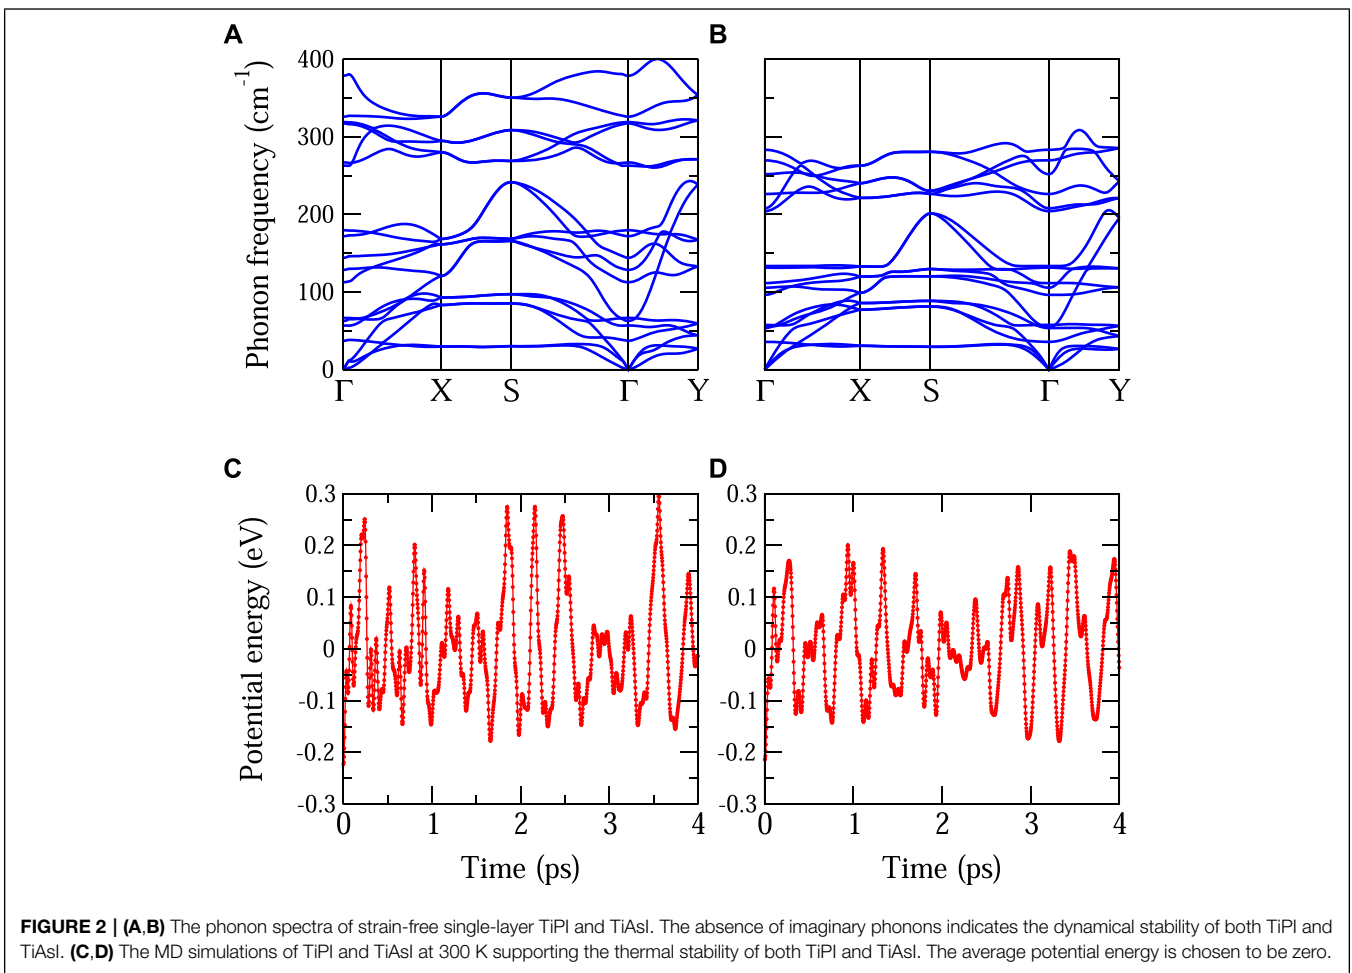 A
B
Phonon frequency (cm-1)
400
300
200
100
0
Γ X S Γ Y
Γ X S Γ Y
C
D
Potential energy (eV)
0.3
0.2
0.1
0
-0.1
-0.2
-0.3
0.3
0.2
0.1
0
-0.1
-0.2
-0.3
0 1 2 3 4
0 1 2 3 4
Time (ps)
Time (ps)
FIGURE 2 | (A,B) The phonon spectra of strain-free single-layer TiPI and TiAsI. The absence of imaginary phonons indicates the dynamical stability of both TiPI and
TiAsI. (C,D) The MD simulations of TiPI and TiAsI at 300 K supporting the thermal stability of both TiPI and TiAsI. The average potential energy is chosen to be zero.